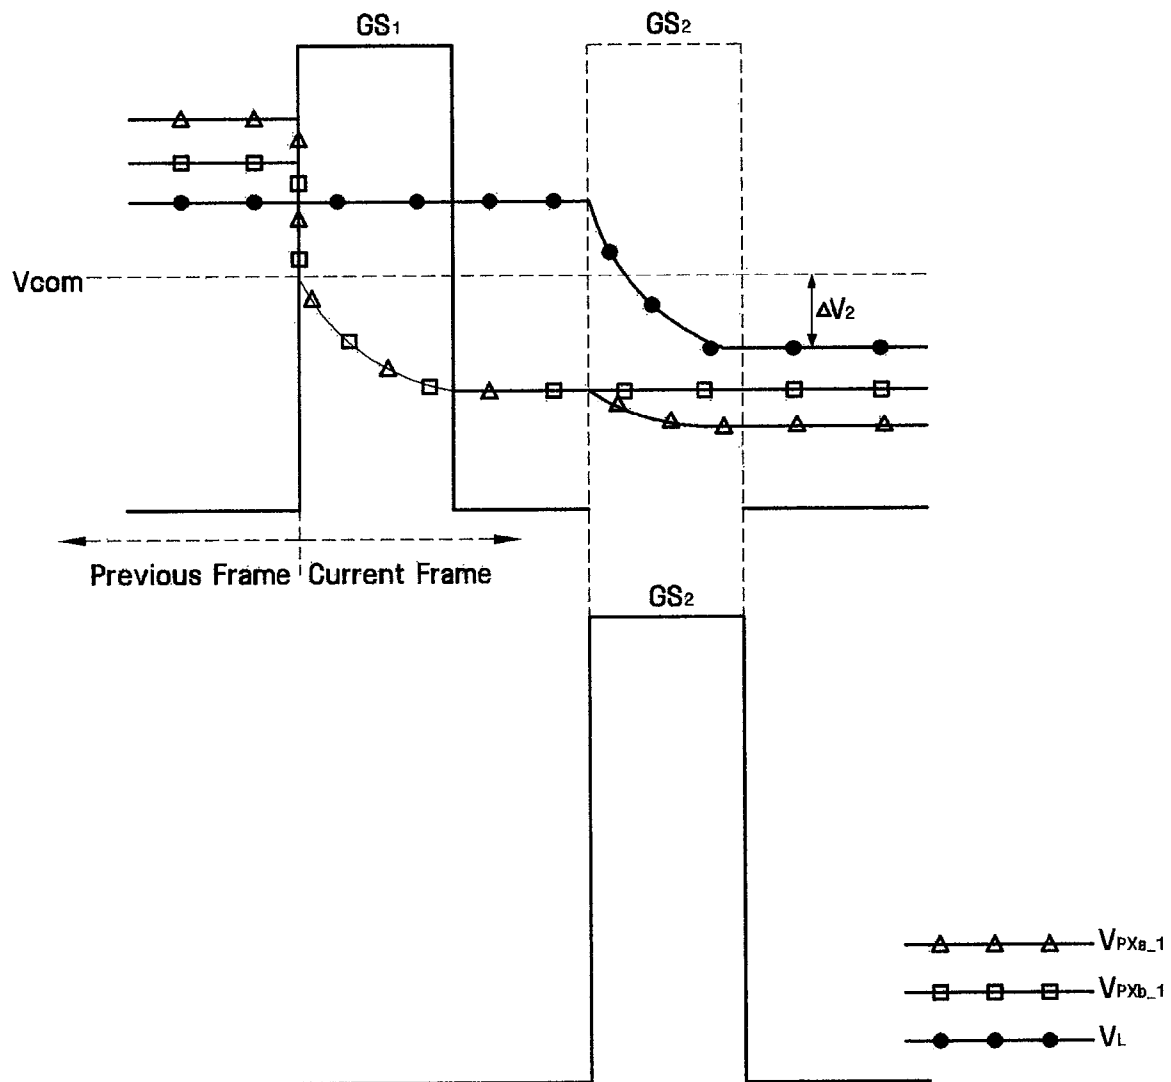 GS1
GS2
Vcom
ΔV2
Previous Frame
Current Frame
GS2
VPXa_1
VPXb_1
VL